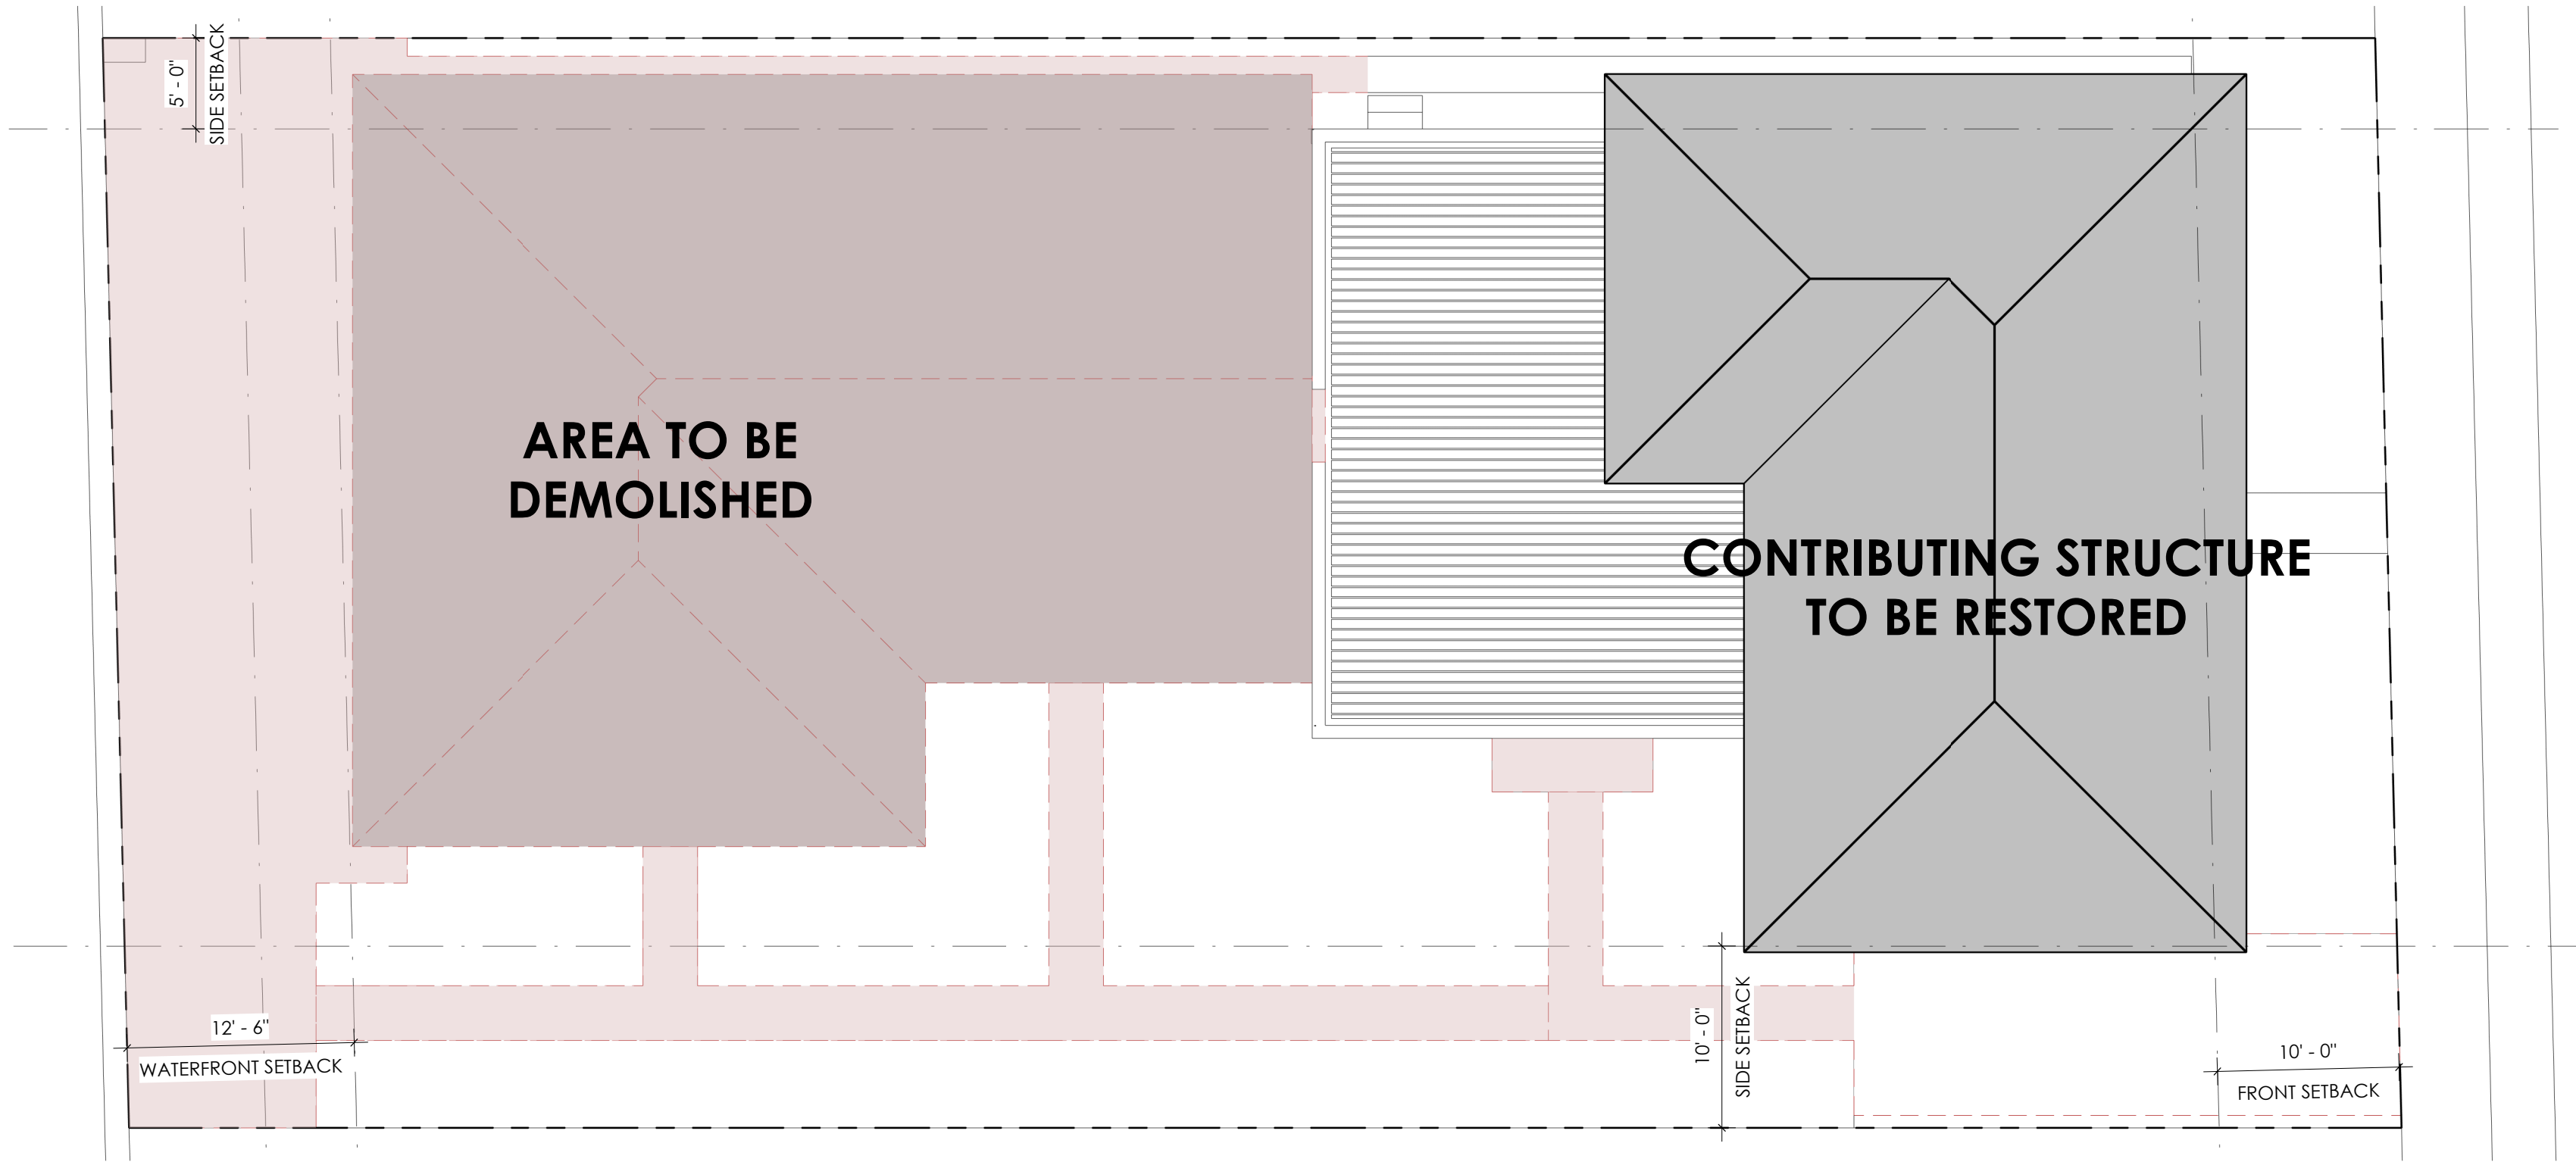 5' - 0"
SIDE SETBACK
AREA TO BE
DEMOLISHED
CONTRIBUTING STRUCTURE
TO BE RESTORED
12' - 6"
WATERFRONT SETBACK
10' - 0"
SIDE SETBACK
10' - 0"
FRONT SETBACK